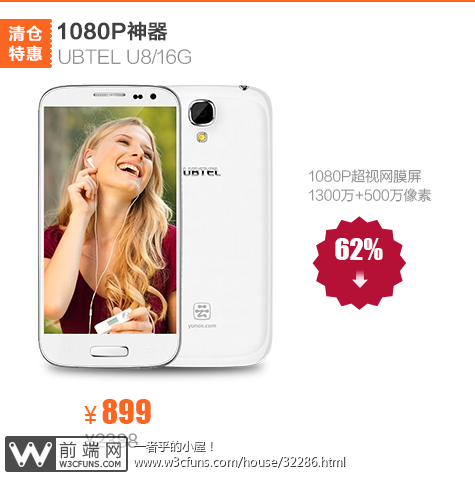 清仓
特惠
1080P神器
UBTEL U8/16G
UBTEL
yunos.com
1080P超视网膜屏
1300万+500万像素
62%
¥899
W 前端网
W3CFUNS.COM
一者乎的小屋！
www.w3cfuns.com/house/32286.html